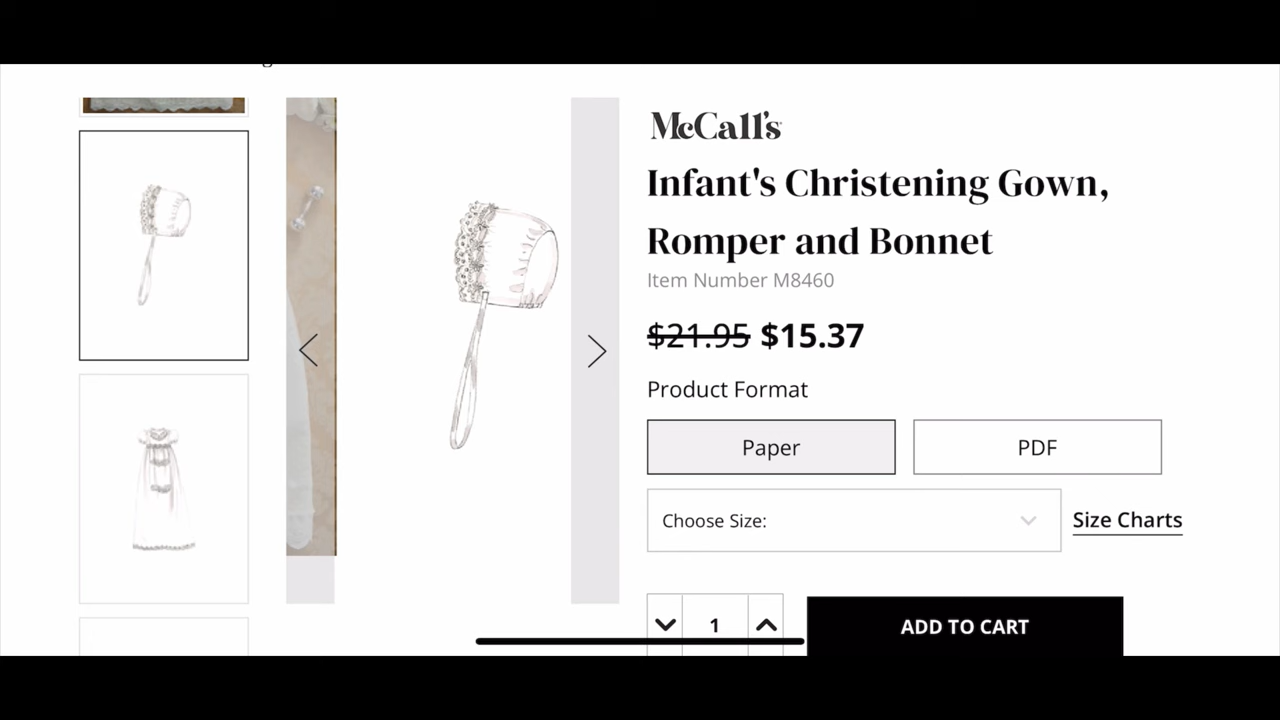 McCall's
Infant's Christening Gown,
Romper and Bonnet
Item Number M8460
$21.95 $15.37
Product Format
Paper PDF
Choose Size: Size Charts
1 ADD TO CART